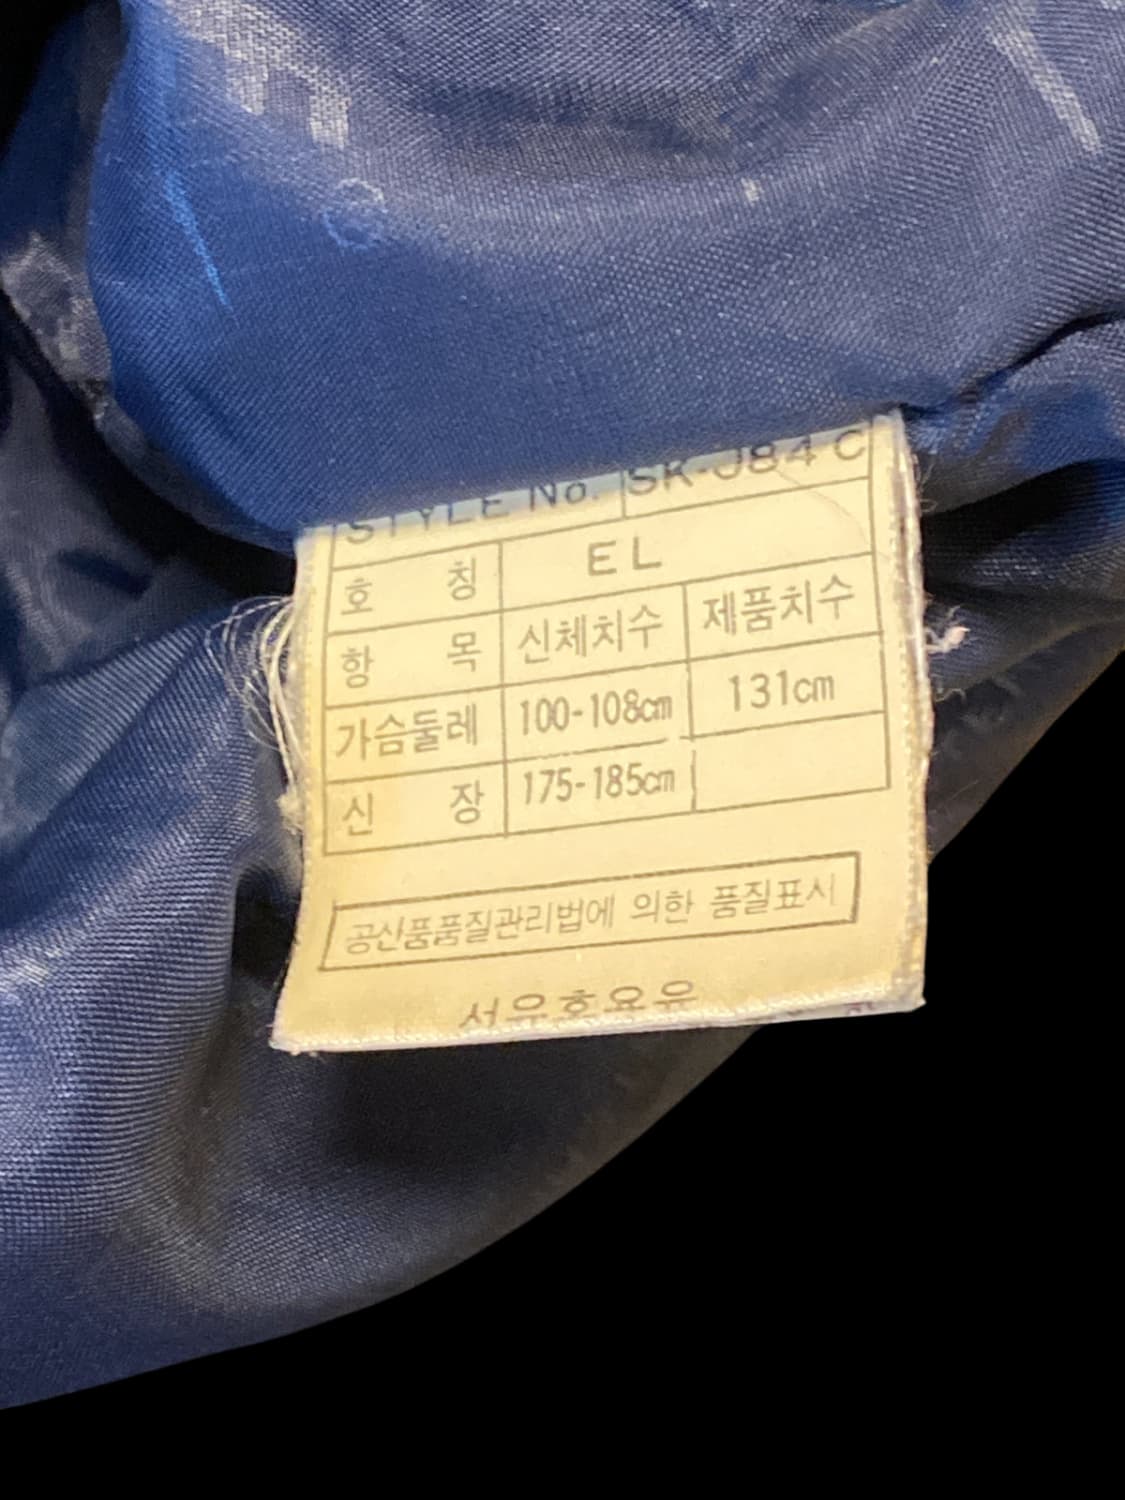 STYLE No. SK-J84 C
호 칭 EL
항 목 신체치수 제품치수
가슴둘레 100-108cm 131cm
신 장 175-185cm
공산품품질관리법에 의한 품질표시